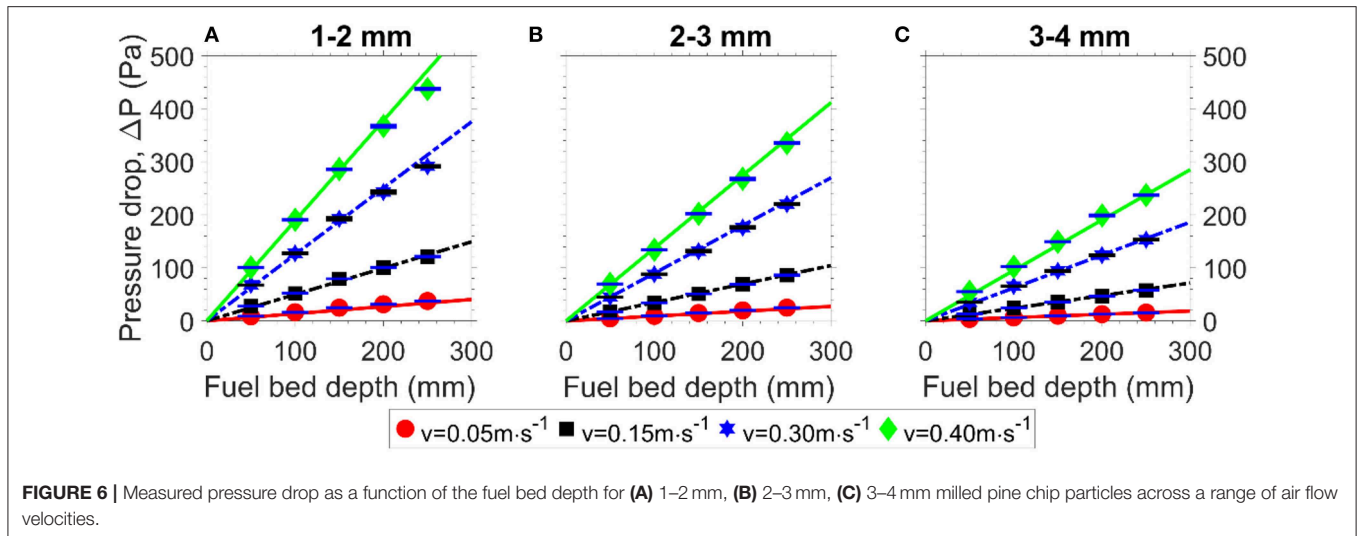 A 1-2 mm B 2-3 mm C 3-4 mm
Pressure drop, ΔP (Pa)
500 500
400 400
300 300
200 200
100 100
0 0
0 100 200 300 0 100 200 300 0 100 200 300
Fuel bed depth (mm) Fuel bed depth (mm) Fuel bed depth (mm)
v=0.05m·s⁻¹ v=0.15m·s⁻¹ v=0.30m·s⁻¹ v=0.40m·s⁻¹
FIGURE 6 | Measured pressure drop as a function of the fuel bed depth for (A) 1–2 mm, (B) 2–3 mm, (C) 3–4 mm milled pine chip particles across a range of air flow
velocities.